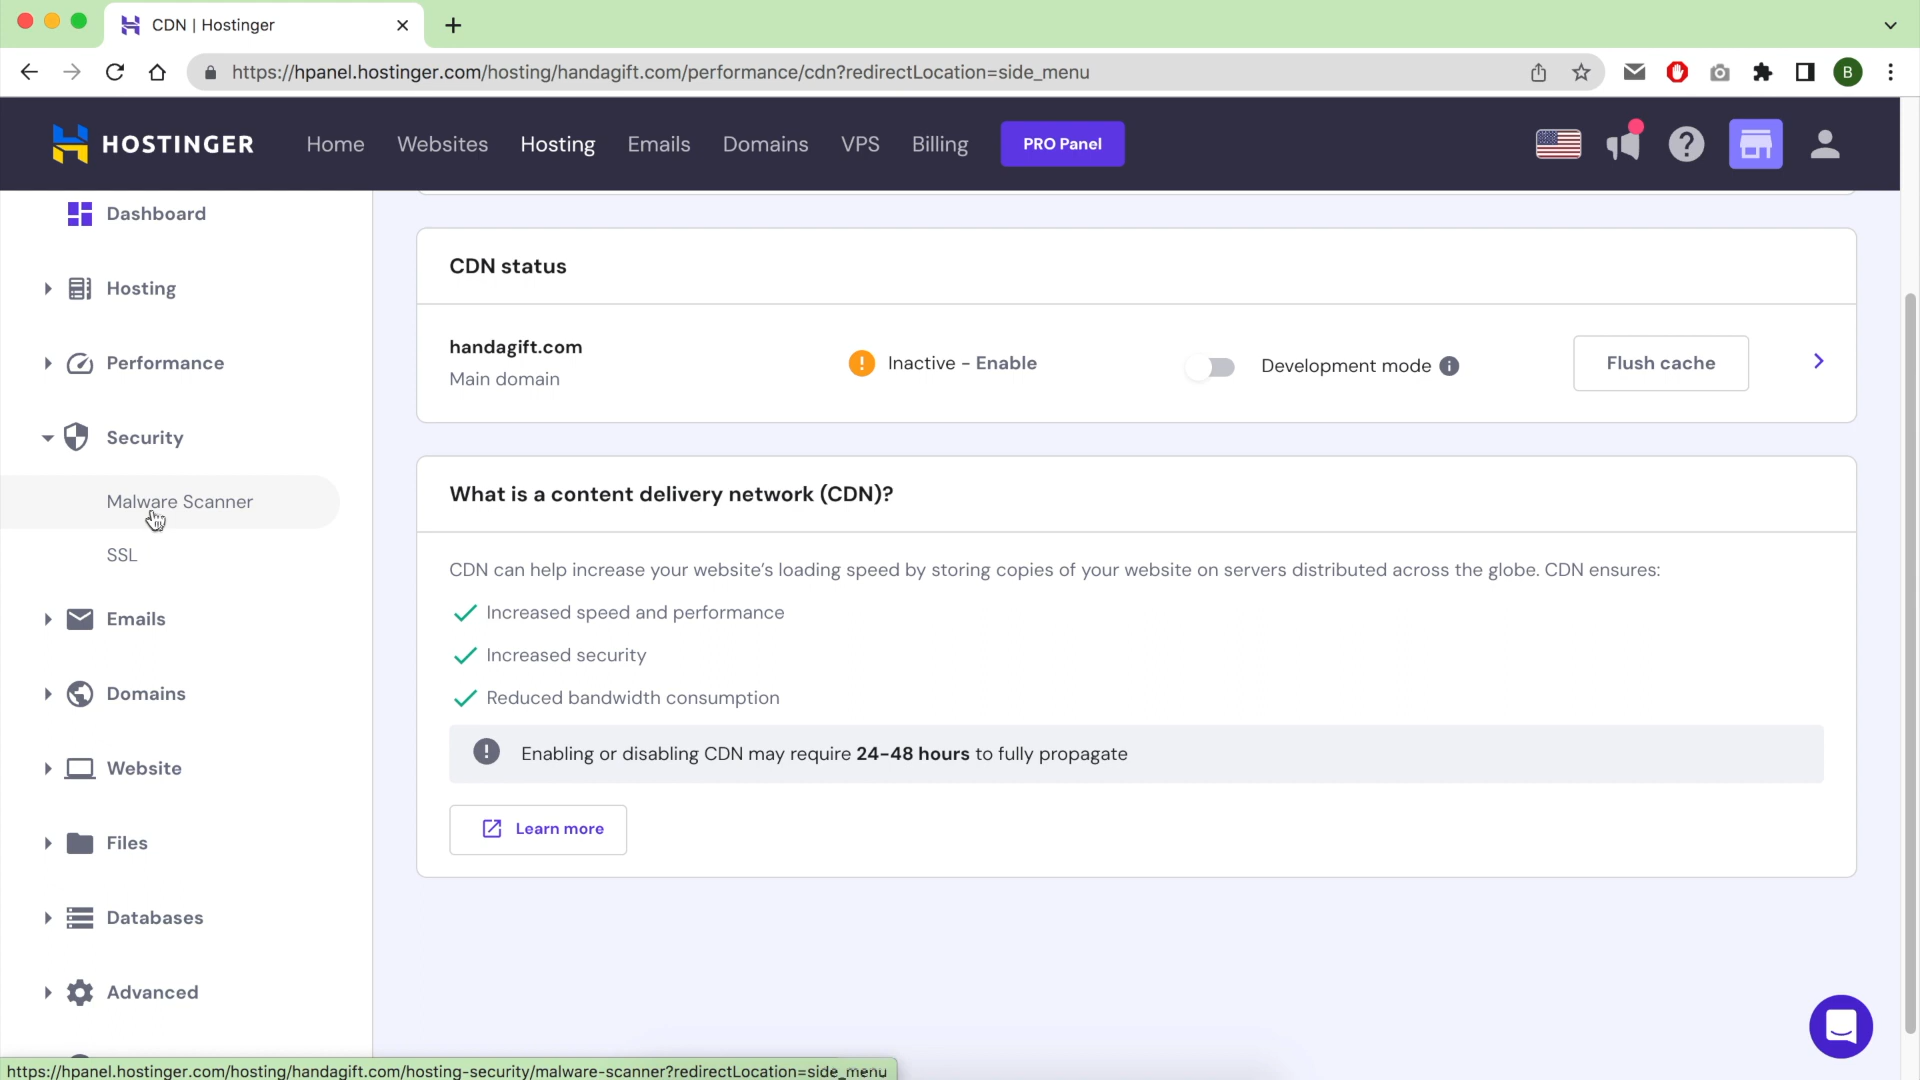 CDN | Hostinger
https://hpanel.hostinger.com/hosting/handagift.com/performance/cdn?redirectLocation=side_menu
B
HOSTINGER
Home
Websites
Hosting
Emails
Domains
VPS
Billing
PRO Panel
Dashboard
Hosting
Performance
Security
Malware Scanner
SSL
Emails
Domains
Website
Files
Databases
Advanced
CDN status
handagift.com
Main domain
Inactive - Enable
Development mode
Flush cache
What is a content delivery network (CDN)?
CDN can help increase your website's loading speed by storing copies of your website on servers distributed across the globe. CDN ensures:
Increased speed and performance
Increased security
Reduced bandwidth consumption
Enabling or disabling CDN may require 24-48 hours to fully propagate
Learn more
https://hpanel.hostinger.com/hosting/handagift.com/hosting-security/malware-scanner?redirectLocation=side_menu